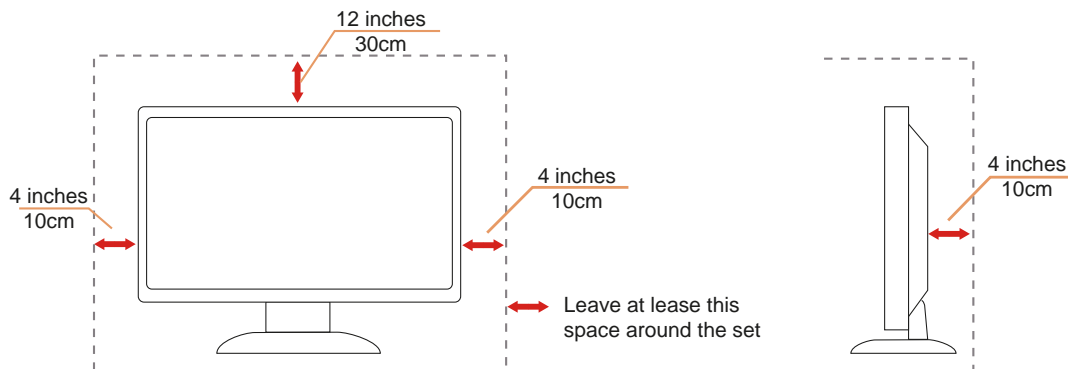 12 inches
30cm
4 inches
10cm
4 inches
10cm
4 inches
10cm
Leave at lease this
space around the set